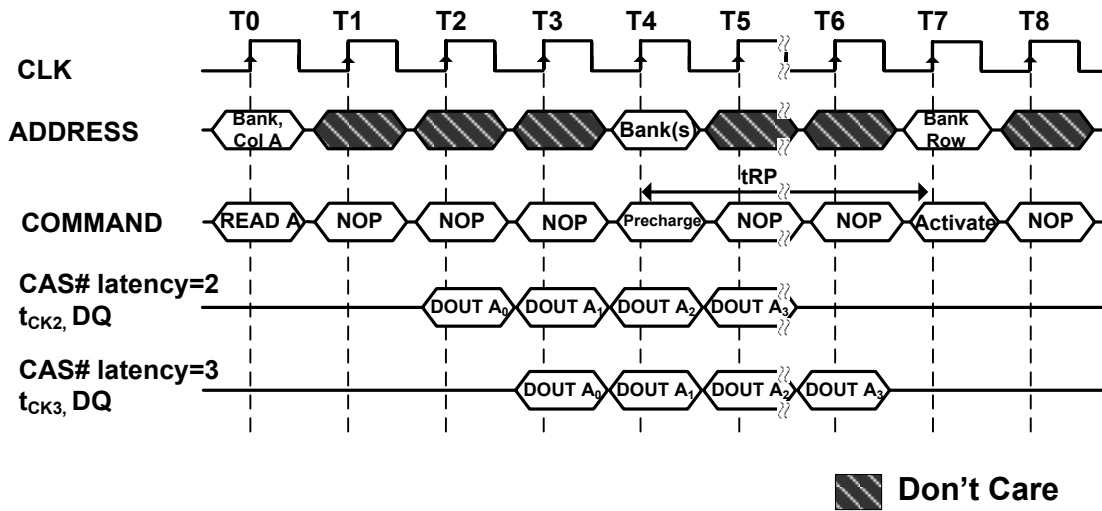 T0 T1 T2 T3 T4 T5 T6 T7 T8
CLK
ADDRESS
Bank, Col A
Bank(s)
Bank Row
tRP
COMMAND
READ A NOP NOP NOP Precharge NOP NOP Activate NOP
CAS# latency=2
tCK2, DQ
DOUT A0 DOUT A1 DOUT A2 DOUT A3
CAS# latency=3
tCK3, DQ
DOUT A0 DOUT A1 DOUT A2 DOUT A3
Don't Care